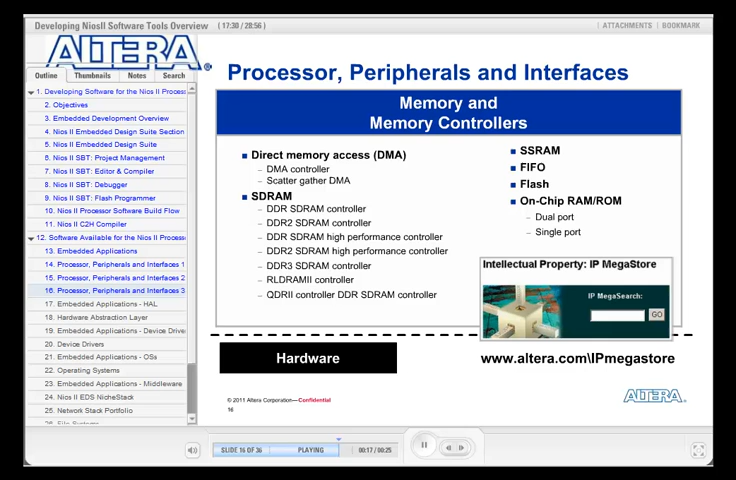 Developing NiosII Software Tools Overview ( 17:30 / 28:56 )
ATTACHMENTS | BOOKMARK
ALTERA
®
Outline Thumbnails Notes Search
1. Developing Software for the Nios II Process
2. Objectives
3. Embedded Development Overview
4. Nios II Embedded Design Suite Section
5. Nios II Embedded Design Suite
6. Nios II SBT: Project Management
7. Nios II SBT: Editor & Compiler
8. Nios II SBT: Debugger
9. Nios II SBT: Flash Programmer
10. Nios II Processor Software Build Flow
11. Nios II C2H Compiler
12. Software Available for the Nios II Process
13. Embedded Applications
14. Processor, Peripherals and Interfaces 1
15. Processor, Peripherals and Interfaces 2
16. Processor, Peripherals and Interfaces 3
17. Embedded Applications - HAL
18. Hardware Abstraction Layer
19. Embedded Applications - Device Drive
20. Device Drivers
21. Embedded Applications - OSs
22. Operating Systems
23. Embedded Applications - Middleware
24. Nios II EDS NicheStack
25. Network Stack Portfolio
26. File Systems
Processor, Peripherals and Interfaces
Memory and
Memory Controllers
Direct memory access (DMA)
– DMA controller
– Scatter gather DMA
SDRAM
– DDR SDRAM controller
– DDR2 SDRAM controller
– DDR SDRAM high performance controller
– DDR2 SDRAM high performance controller
– DDR3 SDRAM controller
– RLDRAMII controller
– QDRII controller DDR SDRAM controller
SSRAM
FIFO
Flash
On-Chip RAM/ROM
– Dual port
– Single port
Intellectual Property: IP MegaStore
IP MegaSearch:
GO
Hardware
www.altera.com\IPmegastore
© 2011 Altera Corporation—Confidential
16
ALTERA.
SLIDE 16 OF 36 PLAYING 00:17 / 00:25